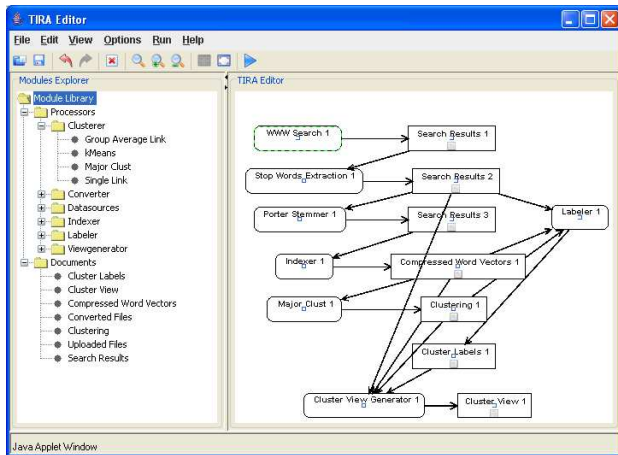 TIRA Editor
File Edit View Options Run Help
Modules Explorer
Module Library
Processors
Clusterer
Group Average Link
kMeans
Major Clust
Single Link
Converter
Datasources
Indexer
Labeler
Viewgenerator
Documents
Cluster Labels
Cluster View
Compressed Word Vectors
Converted Files
Clustering
Uploaded Files
Search Results
TIRA Editor
WWW Search 1
Search Results 1
Stop Words Extraction 1
Search Results 2
Porter Stemmer 1
Search Results 3
Labeler 1
Indexer 1
Compressed Word Vectors 1
Major Clust 1
Clustering 1
Cluster Labels 1
Cluster View Generator 1
Cluster View 1
Java Applet Window